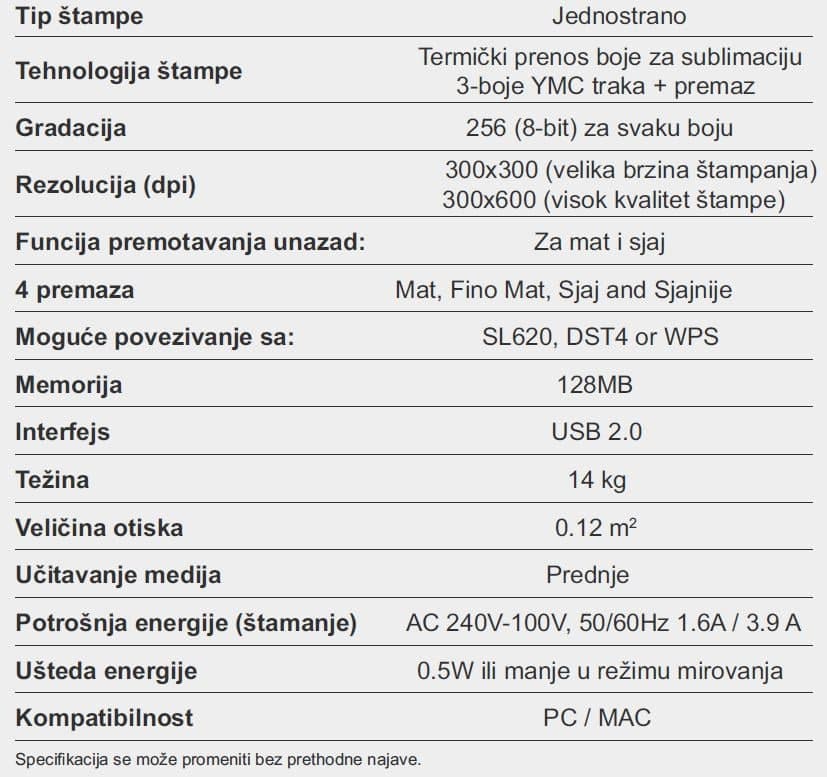 Tip štampe Jednostrano
Tehnologija štampe Termički prenos boje za sublimaciju
3-boje YMC traka + premaz
Gradacija 256 (8-bit) za svaku boju
Rezolucija (dpi) 300x300 (velika brzina štampanja)
300x600 (visok kvalitet štampe)
Funcija premotavanja unazad: Za mat i sjaj
4 premaza Mat, Fino Mat, Sjaj and Sjajnije
Moguće povezivanje sa: SL620, DST4 or WPS
Memorija 128MB
Interfejs USB 2.0
Težina 14 kg
Veličina otiska 0.12 m²
Učitavanje medija Prednje
Potrošnja energije (štamanje) AC 240V-100V, 50/60Hz 1.6A / 3.9 A
Ušteda energije 0.5W ili manje u režimu mirovanja
Kompatibilnost PC / MAC
Specifikacija se može promeniti bez prethodne najave.